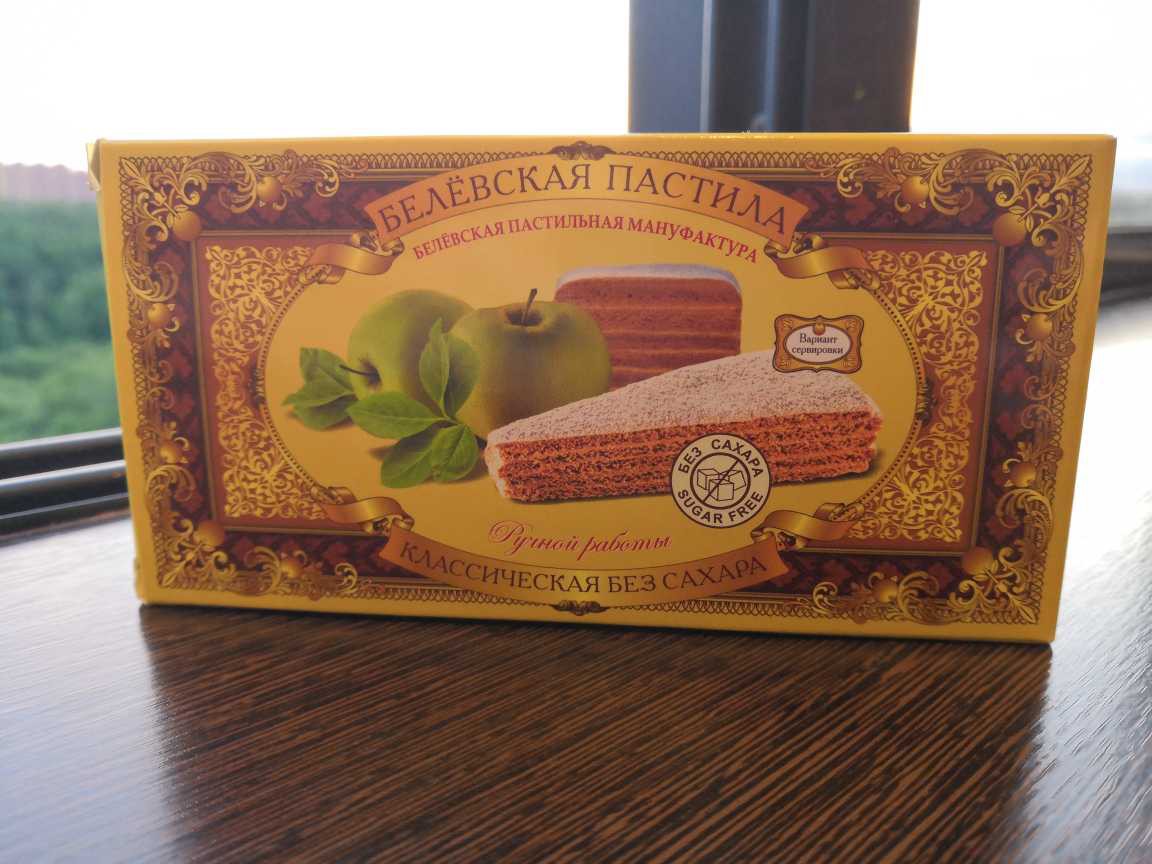 БЕЛЁВСКАЯ ПАСТИЛА
БЕЛЁВСКАЯ ПАСТИЛЬНАЯ МАНУФАКТУРА
Вариант
сервировки
БЕЗ САХАРА
SUGAR FREE
Ручной работы
КЛАССИЧЕСКАЯ БЕЗ САХАРА